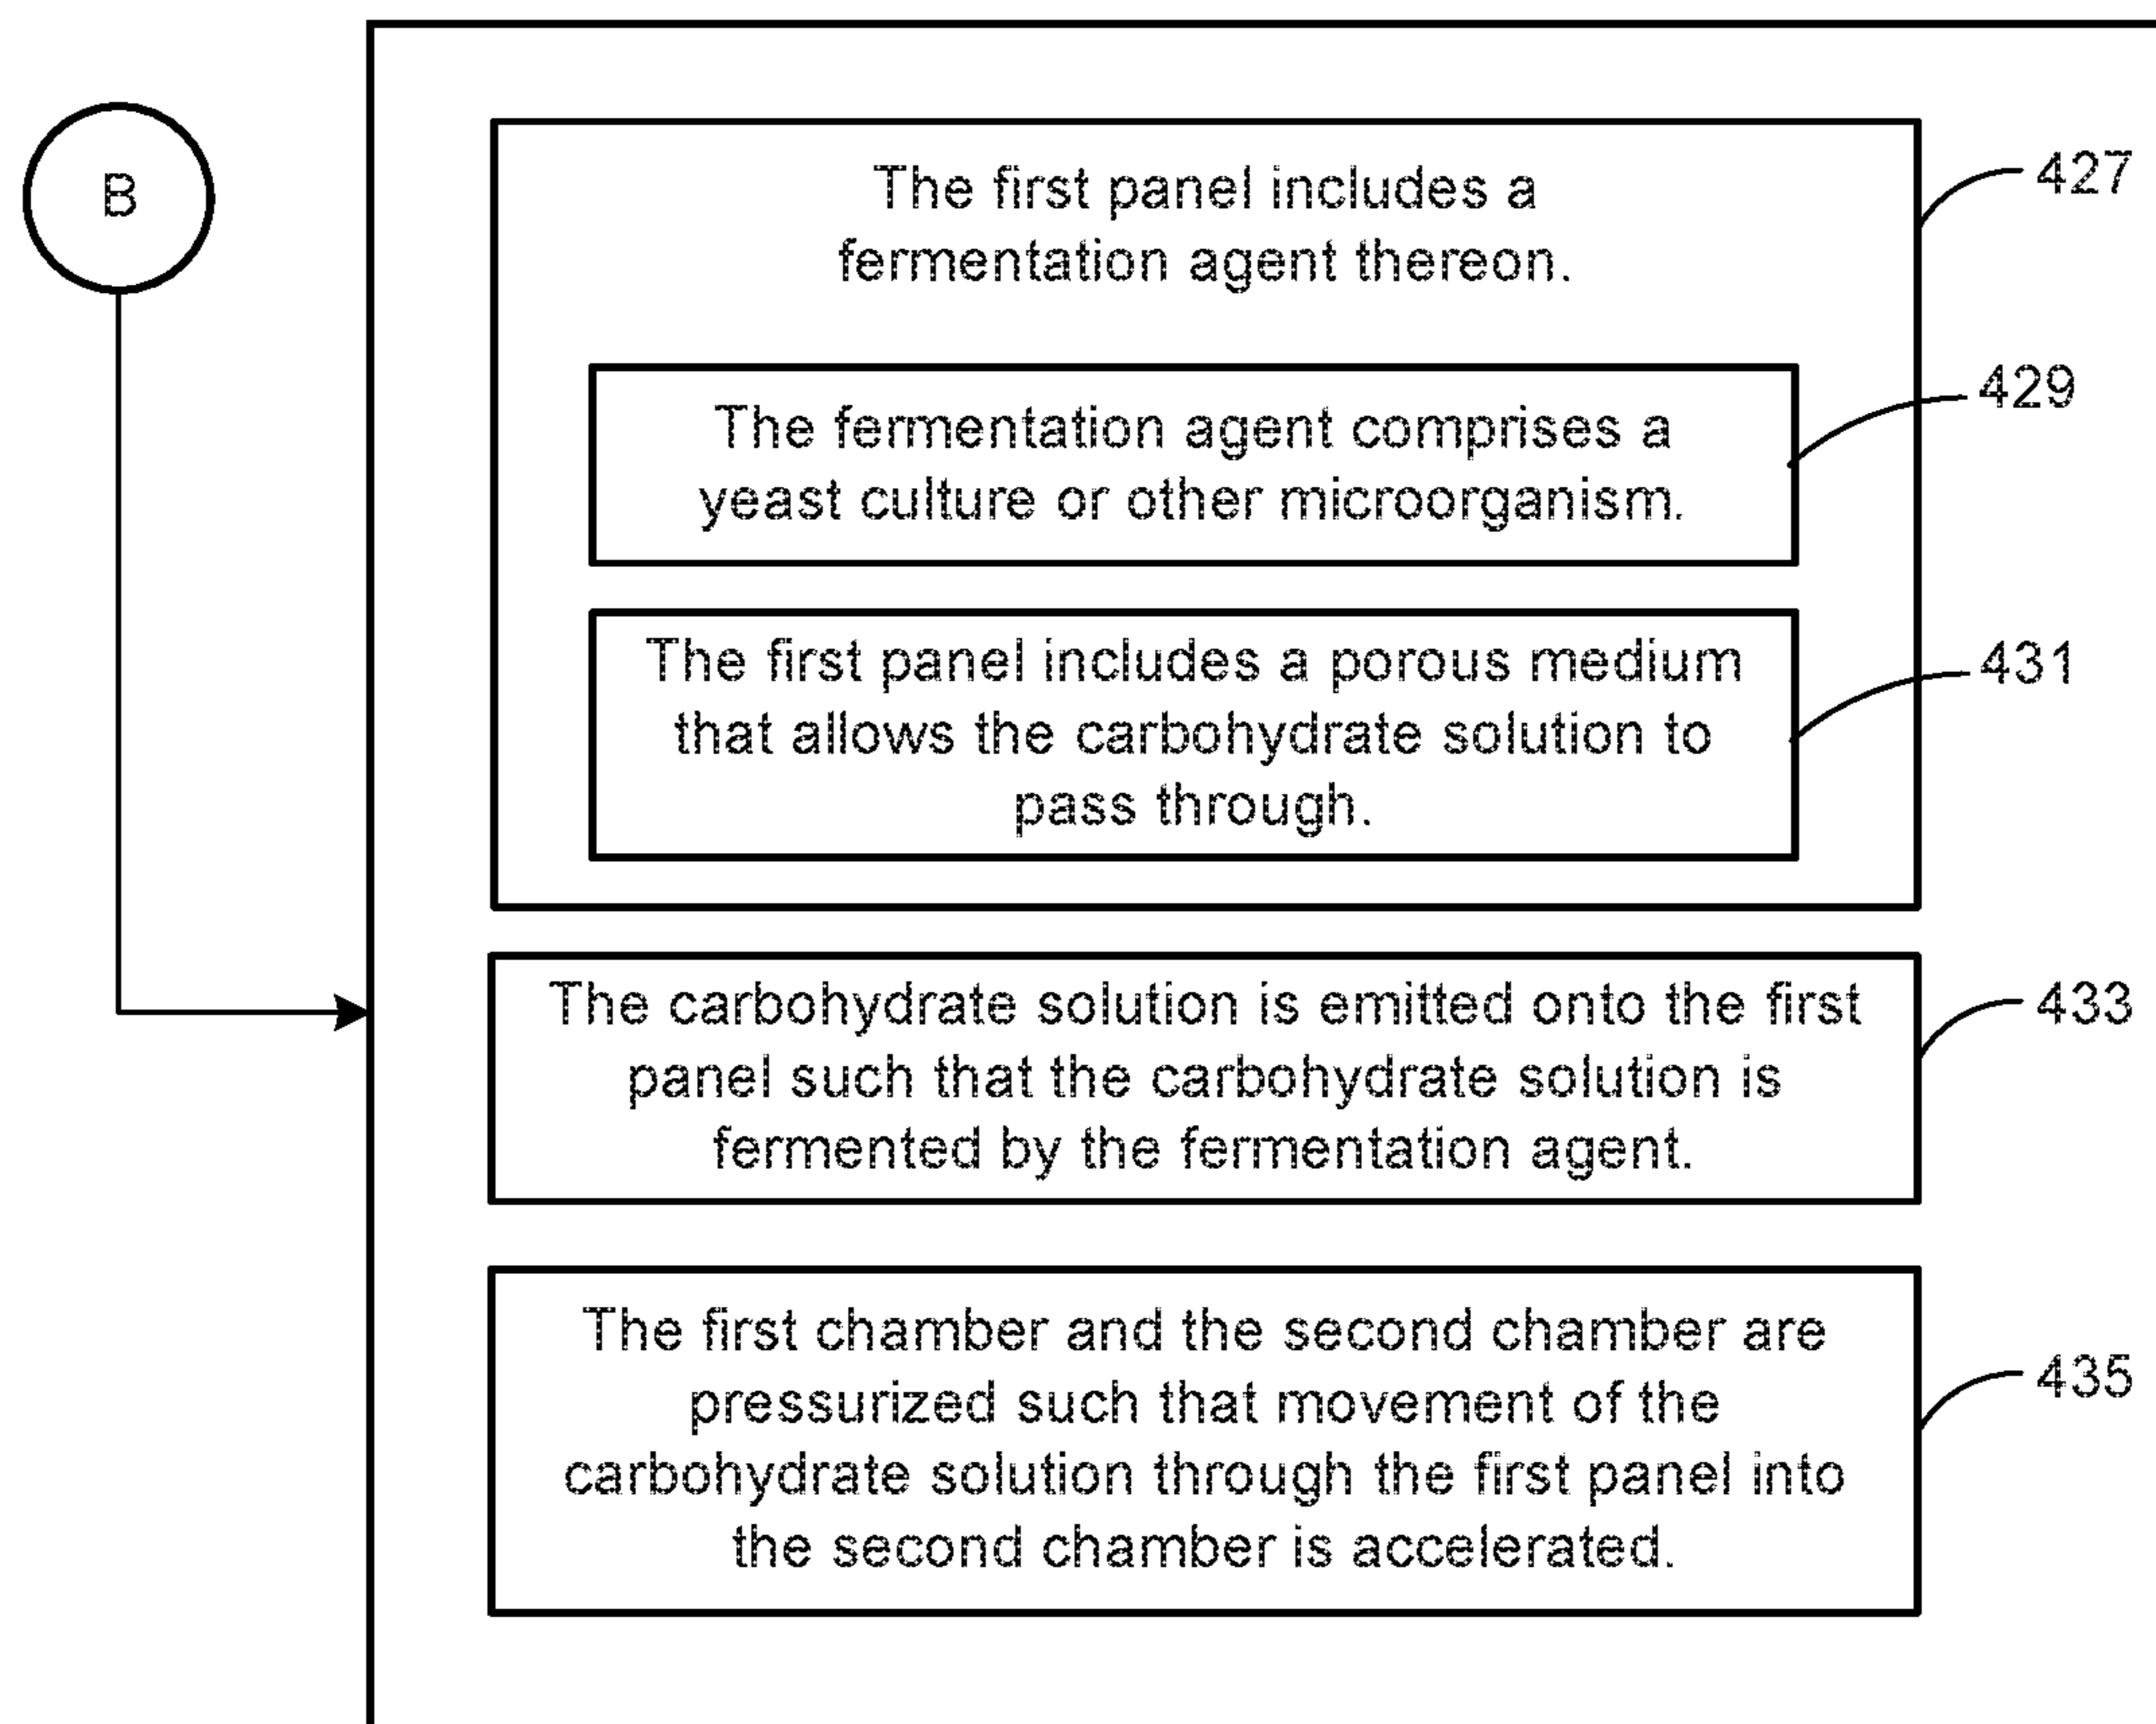 B
The first panel includes a
fermentation agent thereon.
427
The fermentation agent comprises a
yeast culture or other microorganism.
429
The first panel includes a porous medium
that allows the carbohydrate solution to
pass through.
431
The carbohydrate solution is emitted onto the first
panel such that the carbohydrate solution is
fermented by the fermentation agent.
433
The first chamber and the second chamber are
pressurized such that movement of the
carbohydrate solution through the first panel into
the second chamber is accelerated.
435